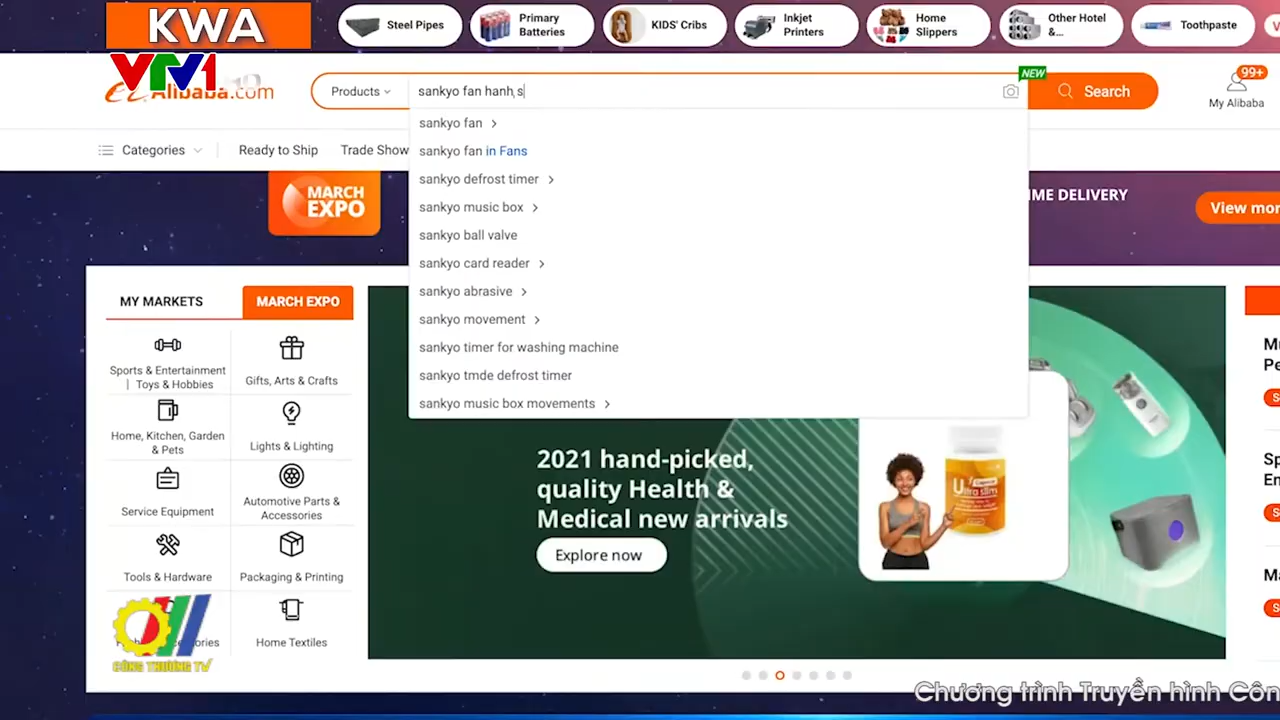 KWA
Steel Pipes
Primary
Batteries
KIDS' Cribs
Inkjet
Printers
Home
Slippers
Other Hotel
&...
Toothpaste
VTV1
Alibaba.com
Products
sankyo fan hanh, s
NEW
Search
99+
My Alibaba
Categories
Ready to Ship
Trade Show
sankyo fan
sankyo fan in Fans
sankyo defrost timer
sankyo music box
sankyo ball valve
sankyo card reader
sankyo abrasive
sankyo movement
sankyo timer for washing machine
sankyo tmde defrost timer
sankyo music box movements
MARCH
EXPO
IME DELIVERY
View mor
MY MARKETS
MARCH EXPO
Sports & Entertainment
| Toys & Hobbies
Gifts, Arts & Crafts
Home, Kitchen, Garden
& Pets
Lights & Lighting
Service Equipment
Automotive Parts &
Accessories
Tools & Hardware
Packaging & Printing
Home Textiles
2021 hand-picked,
quality Health &
Medical new arrivals
Explore now
Ultra slim
CÔNG THƯƠNG TV
Chương trình Truyền hình Côn